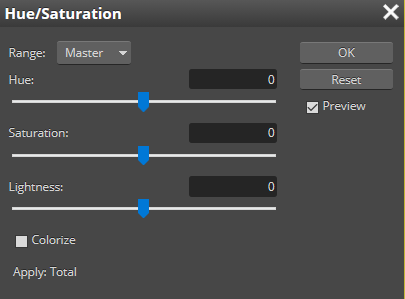 Hue/Saturation
Range: Master OK
Hue: 0 Reset
Preview
Saturation: 0
Lightness: 0
Colorize
Apply: Total